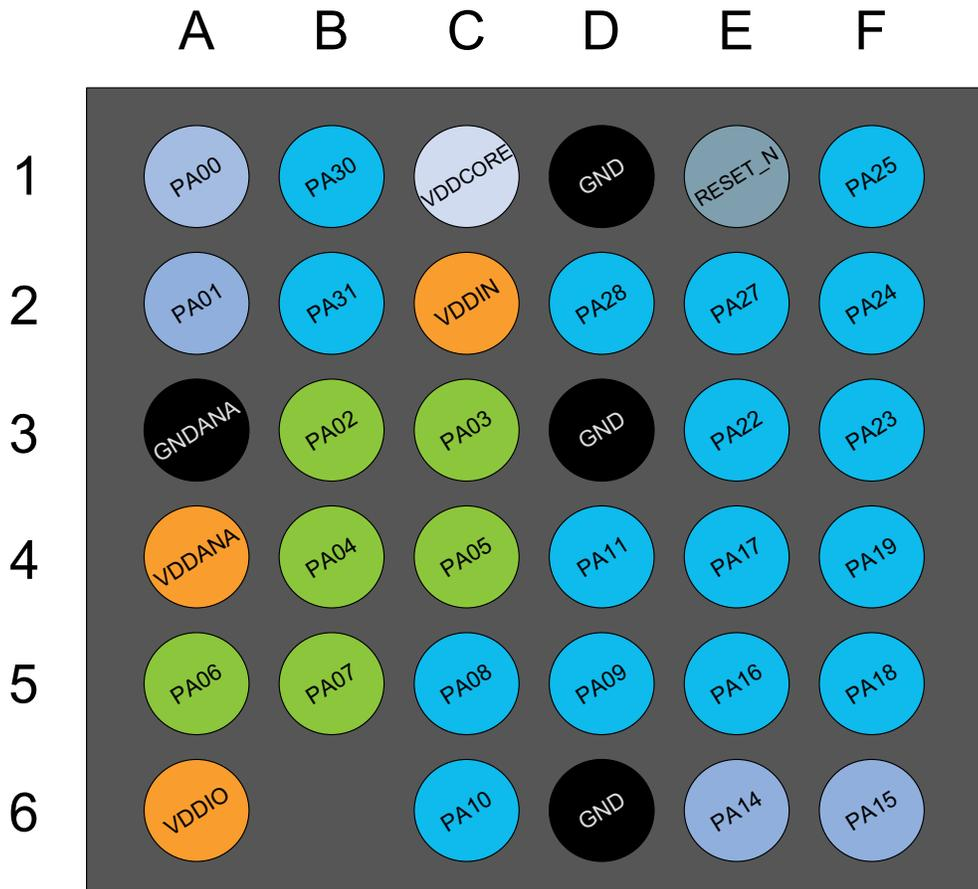 A B C D E F
1 PA00 PA30 VDDCORE GND RESET_N PA25
2 PA01 PA31 VDDIN PA28 PA27 PA24
3 GNDANA PA02 PA03 GND PA22 PA23
4 VDDANA PA04 PA05 PA11 PA17 PA19
5 PA06 PA07 PA08 PA09 PA16 PA18
6 VDDIO PA10 GND PA14 PA15